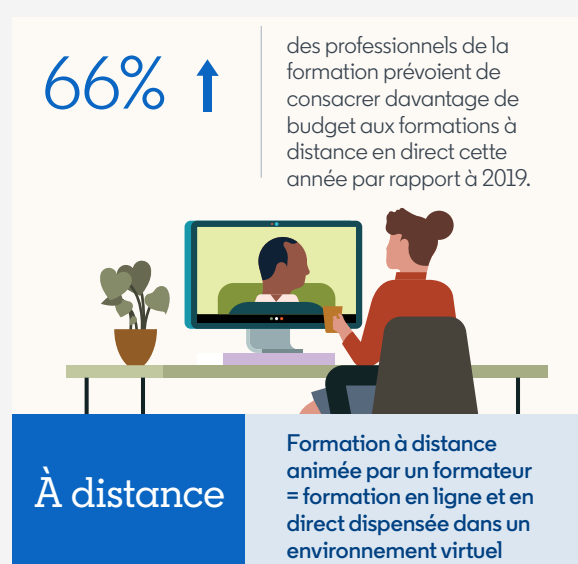 66%
des professionnels de la
formation prévoient de
consacrer davantage de
budget aux formations à
distance en direct cette
année par rapport à 2019.
À distance
Formation à distance
animée par un formateur
= formation en ligne et en
direct dispensée dans un
environnement virtuel